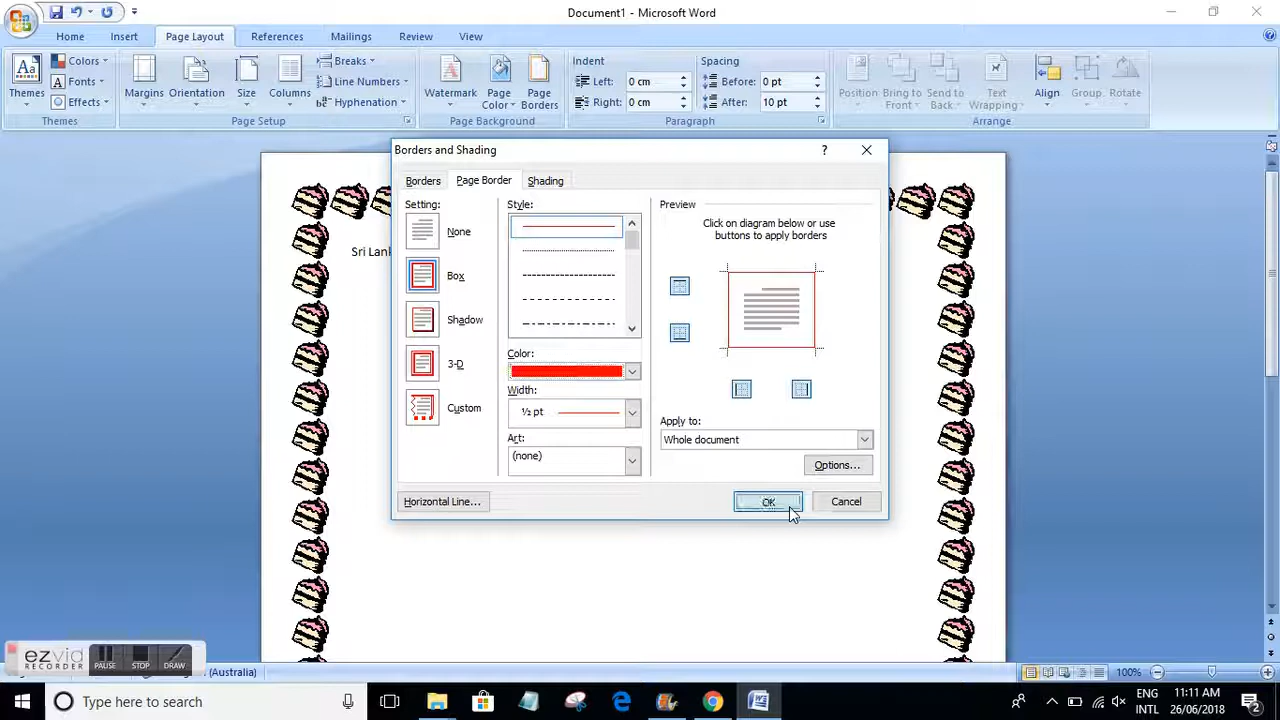 Document1 - Microsoft Word
Home Insert Page Layout References Mailings Review View
Themes
Colors
Fonts
Effects
Themes
Margins
Orientation
Size
Columns
Breaks
Line Numbers
Hyphenation
Page Setup
Watermark
Page
Color
Page
Borders
Page Background
Indent
Left: 0 cm
Right: 0 cm
Spacing
Before: 0 pt
After: 10 pt
Paragraph
Position
Bring to
Front
Send to
Back
Text
Wrapping
Align
Group
Rotate
Arrange
Borders and Shading
?
Borders Page Border Shading
Setting:
None
Box
Shadow
3-D
Custom
Style:
Color:
Width:
½ pt
Art:
(none)
Preview
Click on diagram below or use
buttons to apply borders
Apply to:
Whole document
Options...
Horizontal Line...
OK
Cancel
ezvid
RECORDER
PAUSE
STOP
DRAW
(Australia)
100%
Type here to search
ENG
INTL
11:11 AM
26/06/2018
2